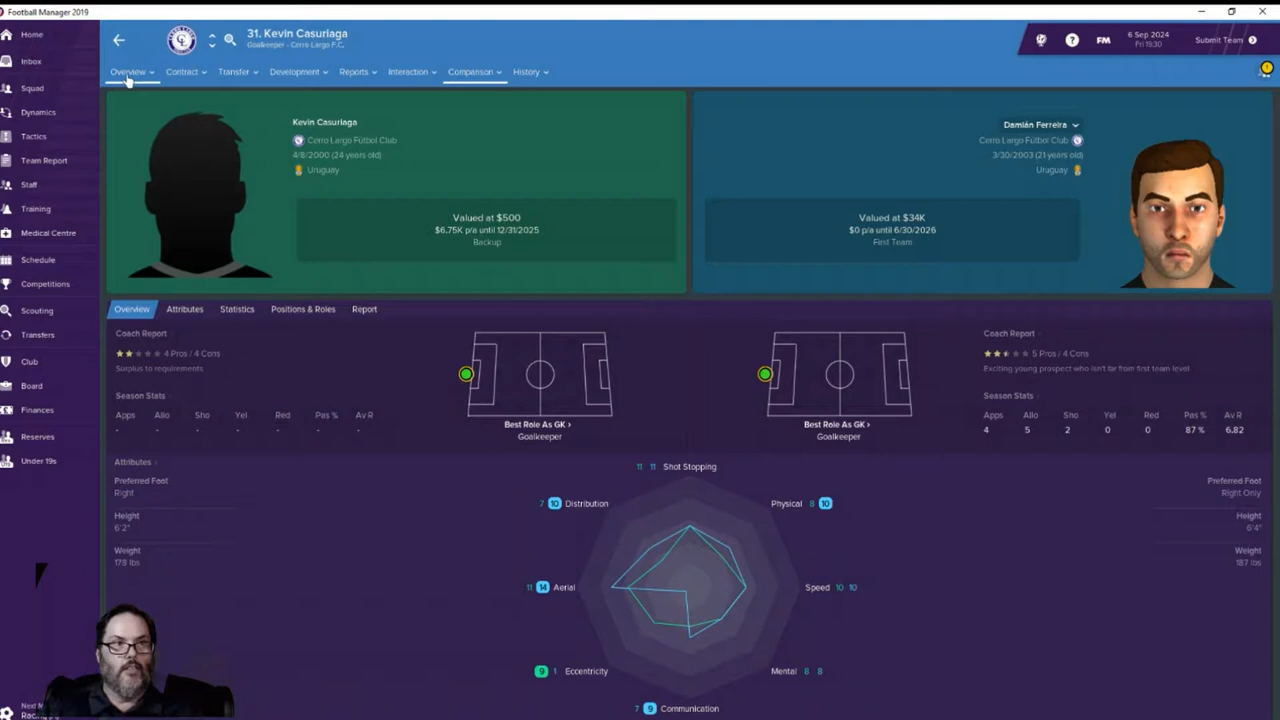 Football Manager 2019
Home
Inbox
Squad
Dynamics
Tactics
Team Report
Staff
Training
Medical Centre
Schedule
Competitions
Scouting
Transfers
Club
Board
Finances
Reserves
Under 19s
31. Kevin Casuriaga
Goalkeeper - Cerro Largo F.C.
FM
6 Sep 2024
Fri 19:30
Submit Team
Overview
Contract
Transfer
Development
Reports
Interaction
Comparison
History
Kevin Casuriaga
Cerro Largo Fútbol Club
4/8/2000 (24 years old)
Uruguay
Valued at $500
$6.75K p/a until 12/31/2025
Backup
Damián Ferreira
Cerro Largo Fútbol Club
3/30/2003 (21 years old)
Uruguay
Valued at $34K
$0 p/a until 6/30/2026
First Team
Overview Attributes Statistics Positions & Roles Report
Coach Report
4 Pros / 4 Cons
Surplus to requirements
Season Stats
Apps Allo Sho Yel Red Pas % Av R
- - - - - - -
Best Role As GK ›
Goalkeeper
Best Role As GK ›
Goalkeeper
Coach Report
5 Pros / 4 Cons
Exciting young prospect who isn't far from first team level
Season Stats
Apps Allo Sho Yel Red Pas % Av R
4 5 2 0 0 87 % 6.82
Attributes
Preferred Foot
Right
Height
6'2"
Weight
178 lbs
11 11 Shot Stopping
7 10 Distribution
Physical 8 10
11 14 Aerial
Speed 10 10
9 1 Eccentricity
Mental 8 8
7 9 Communication
Preferred Foot
Right Only
Height
6'4"
Weight
187 lbs